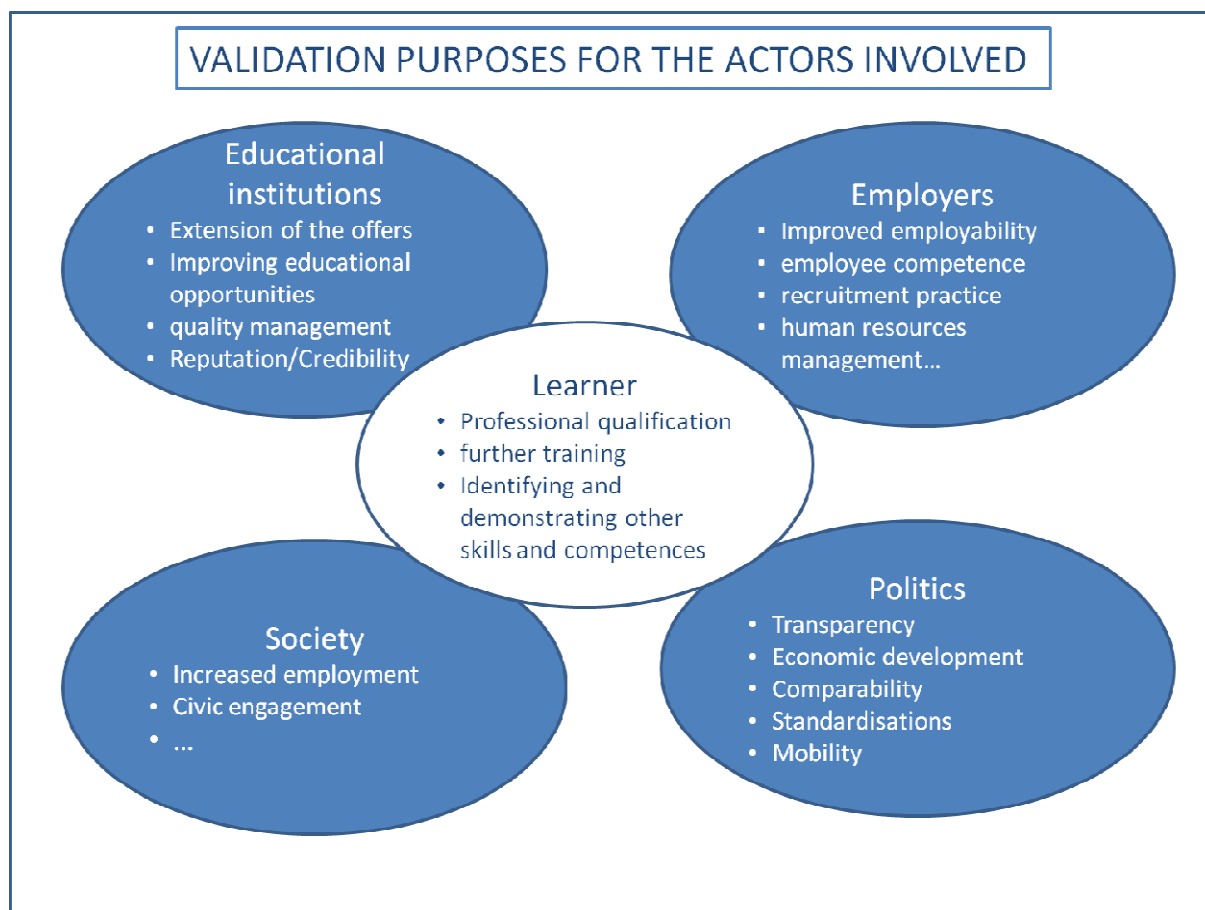 VALIDATION PURPOSES FOR THE ACTORS INVOLVED
Educational
institutions
• Extension of the offers
• Improving educational
opportunities
• quality management
• Reputation/Credibility
Employers
• Improved employability
• employee competence
• recruitment practice
• human resources
management...
Learner
• Professional qualification
• further training
• Identifying and
demonstrating other
skills and competences
Society
• Increased employment
• Civic engagement
• ...
Politics
• Transparency
• Economic development
• Comparability
• Standardisations
• Mobility